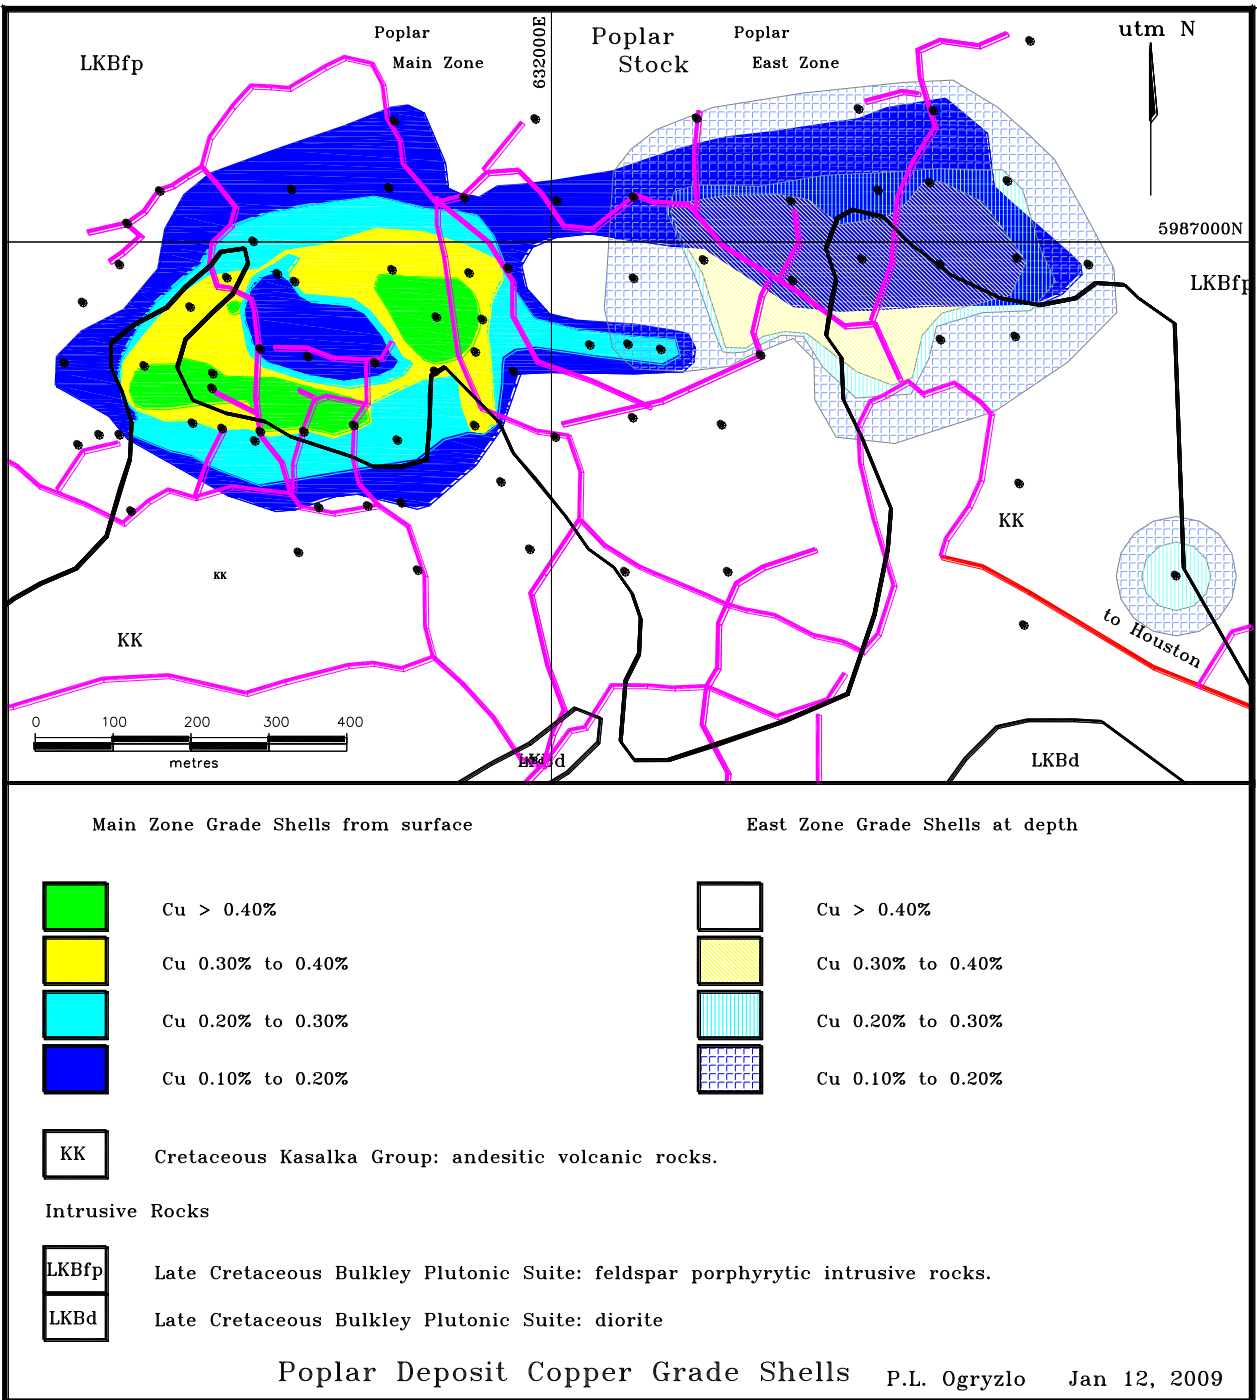 Poplar
Main Zone
632000E
Poplar
Stock
Poplar
East Zone
utm N
LKBfp
5987000N
LKBfp
KK
KK
KK
to Houston
0 100 200 300 400
metres
LKBd
LKBd
Main Zone Grade Shells from surface
East Zone Grade Shells at depth
Cu > 0.40%
Cu > 0.40%
Cu 0.30% to 0.40%
Cu 0.30% to 0.40%
Cu 0.20% to 0.30%
Cu 0.20% to 0.30%
Cu 0.10% to 0.20%
Cu 0.10% to 0.20%
KK Cretaceous Kasalka Group: andesitic volcanic rocks.
Intrusive Rocks
LKBfp Late Cretaceous Bulkley Plutonic Suite: feldspar porphyrytic intrusive rocks.
LKBd Late Cretaceous Bulkley Plutonic Suite: diorite
Poplar Deposit Copper Grade Shells P.L. Ogryzlo Jan 12, 2009